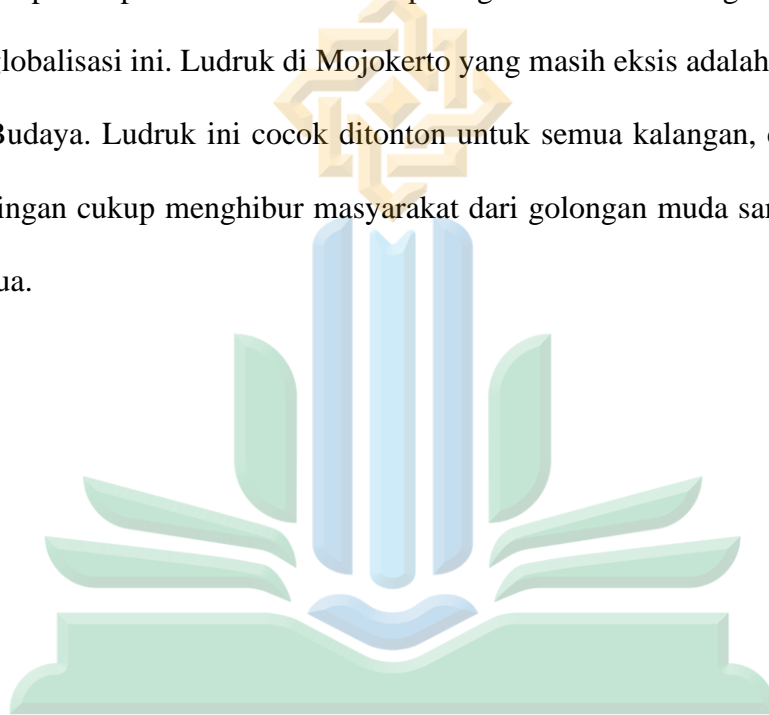 globalisasi ini. Ludruk di Mojokerto yang masih eksis adalah
Budaya. Ludruk ini cocok ditonton untuk semua kalangan,
ingan cukup menghibur masyarakat dari golongan muda sa
ua.